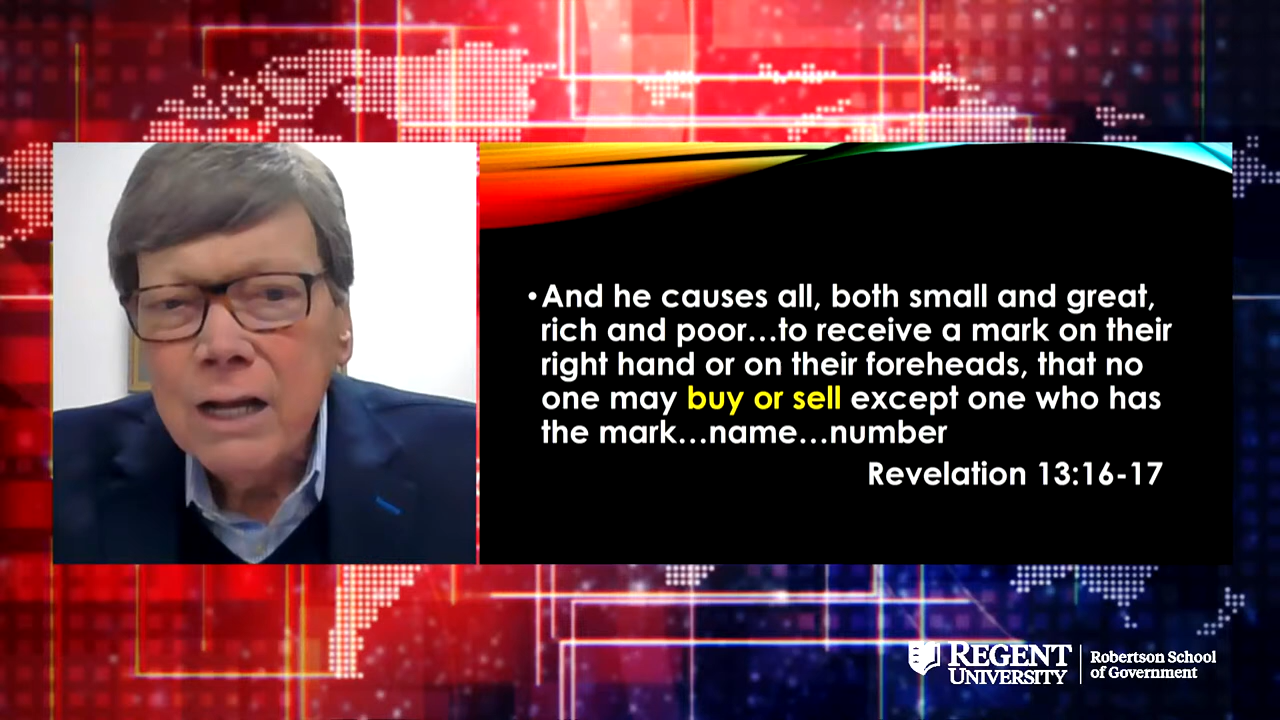 •And he causes all, both small and great,
rich and poor...to receive a mark on their
right hand or on their foreheads, that no
one may buy or sell except one who has
the mark...name...number
Revelation 13:16-17
REGENT
UNIVERSITY
Robertson School
of Government